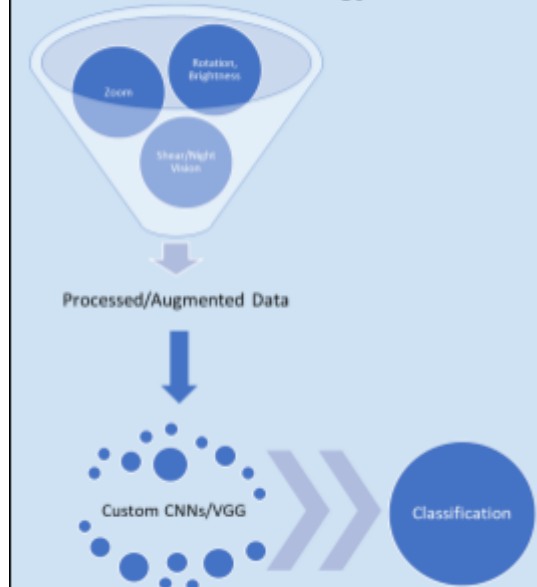 Rotation,
Brightness
Zoom
Shear/Night
Vision
Processed/Augmented Data
Custom CNNs/VGG
Classification